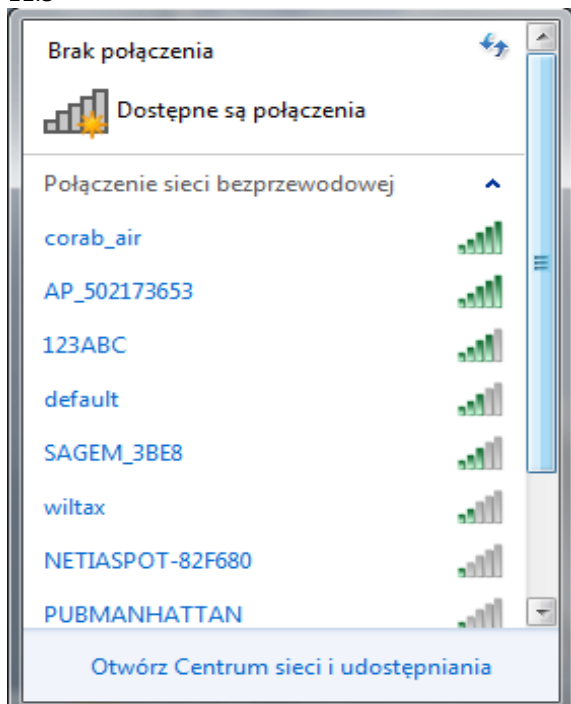 Brak połączenia
Dostępne są połączenia
Połączenie sieci bezprzewodowej
corab_air
AP_502173653
123ABC
default
SAGEM_3BE8
wiltax
NETIASPOT-82F680
PUBMANHATTAN
Otwórz Centrum sieci i udostępniania